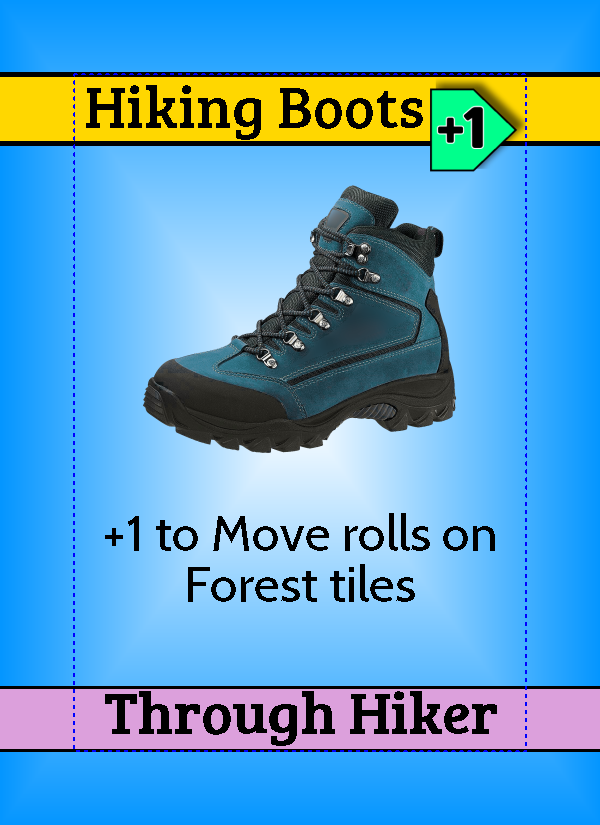 Hiking Boots
+1
+1 to Move rolls on
Forest tiles
Through Hiker